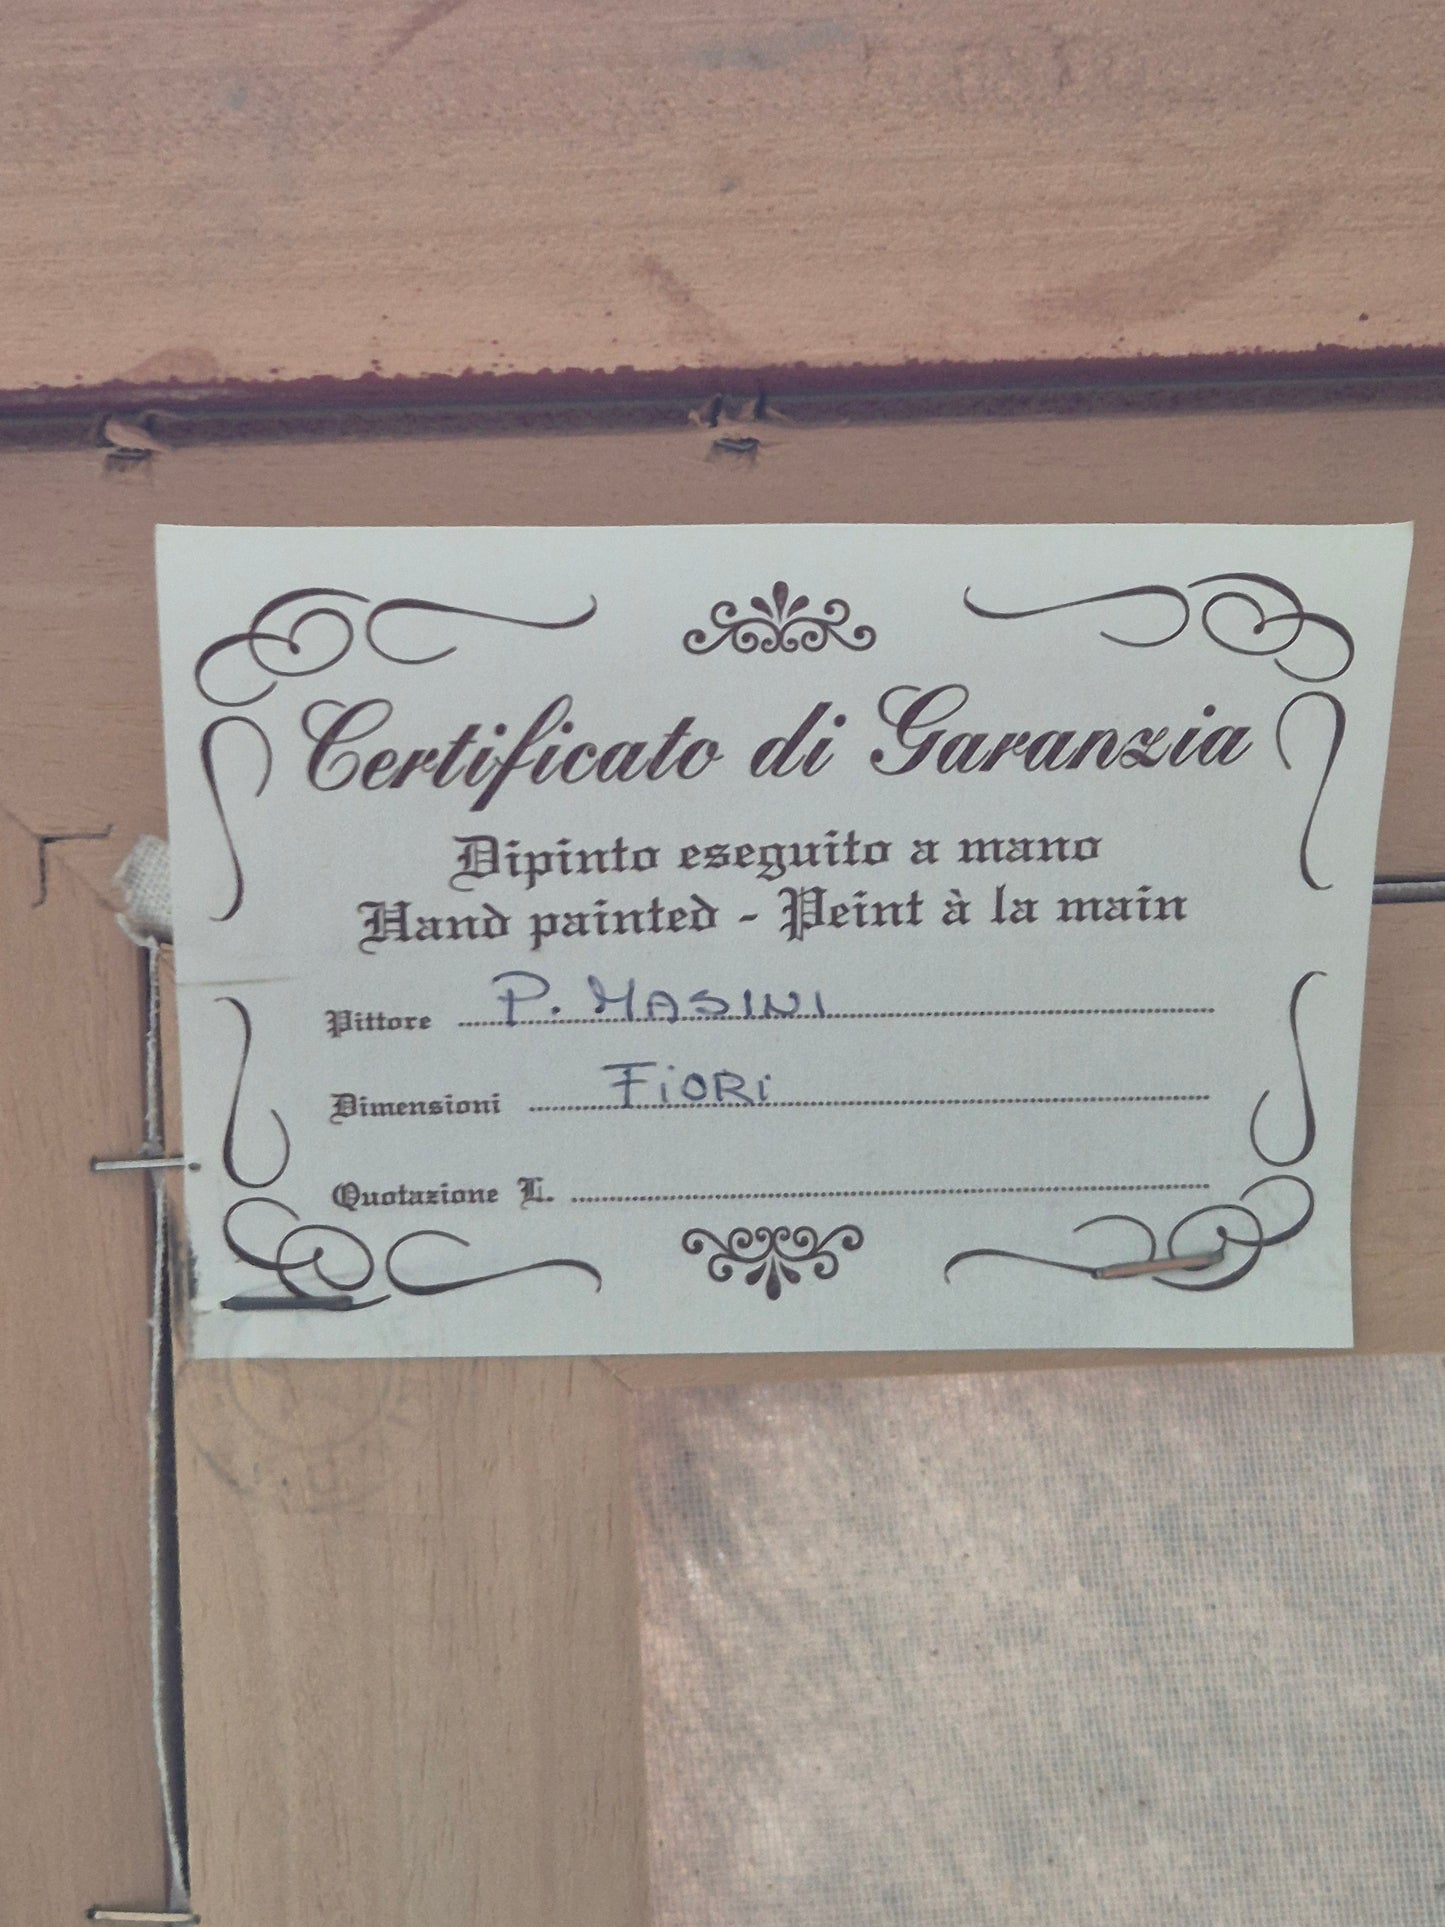 Certificato di Garanzia
Dipinto eseguito a mano
Hand painted - Peint à la main
Pittore P. MASINI
Dimensioni FiORi
Quotazione L.